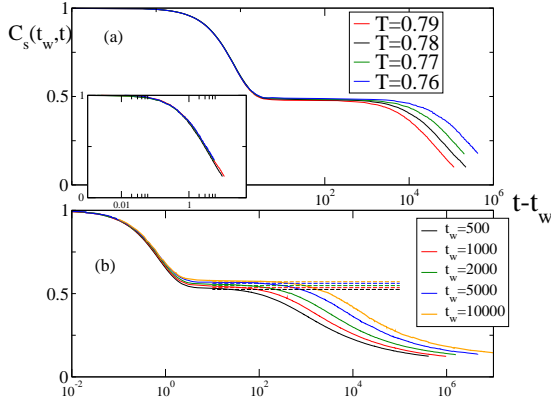 1
C_s(t_w,t)
(a)
T=0.79
T=0.78
T=0.77
T=0.76
0.5
1
0
0.01
1
100
0
10^2
10^4
10^6
t-t_w
1
(b)
t_w=500
t_w=1000
t_w=2000
t_w=5000
t_w=10000
0.5
0
10^-2
10^0
10^2
10^4
10^6